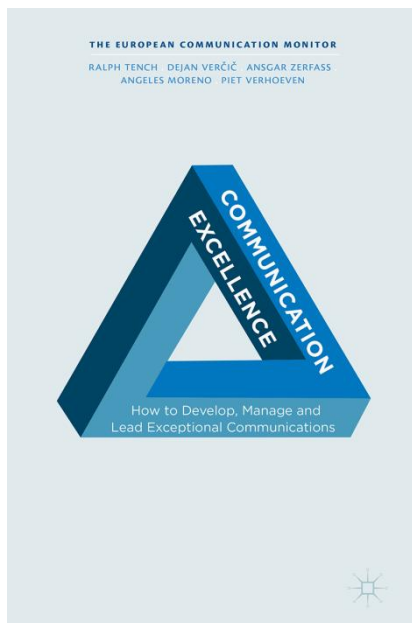 THE EUROPEAN COMMUNICATION MONITOR
RALPH TENCH DEJAN VERČIČ ANSGAR ZERFASS
ANGELES MORENO PIET VERHOEVEN
COMMUNICATION
EXCELLENCE
How to Develop, Manage and
Lead Exceptional Communications